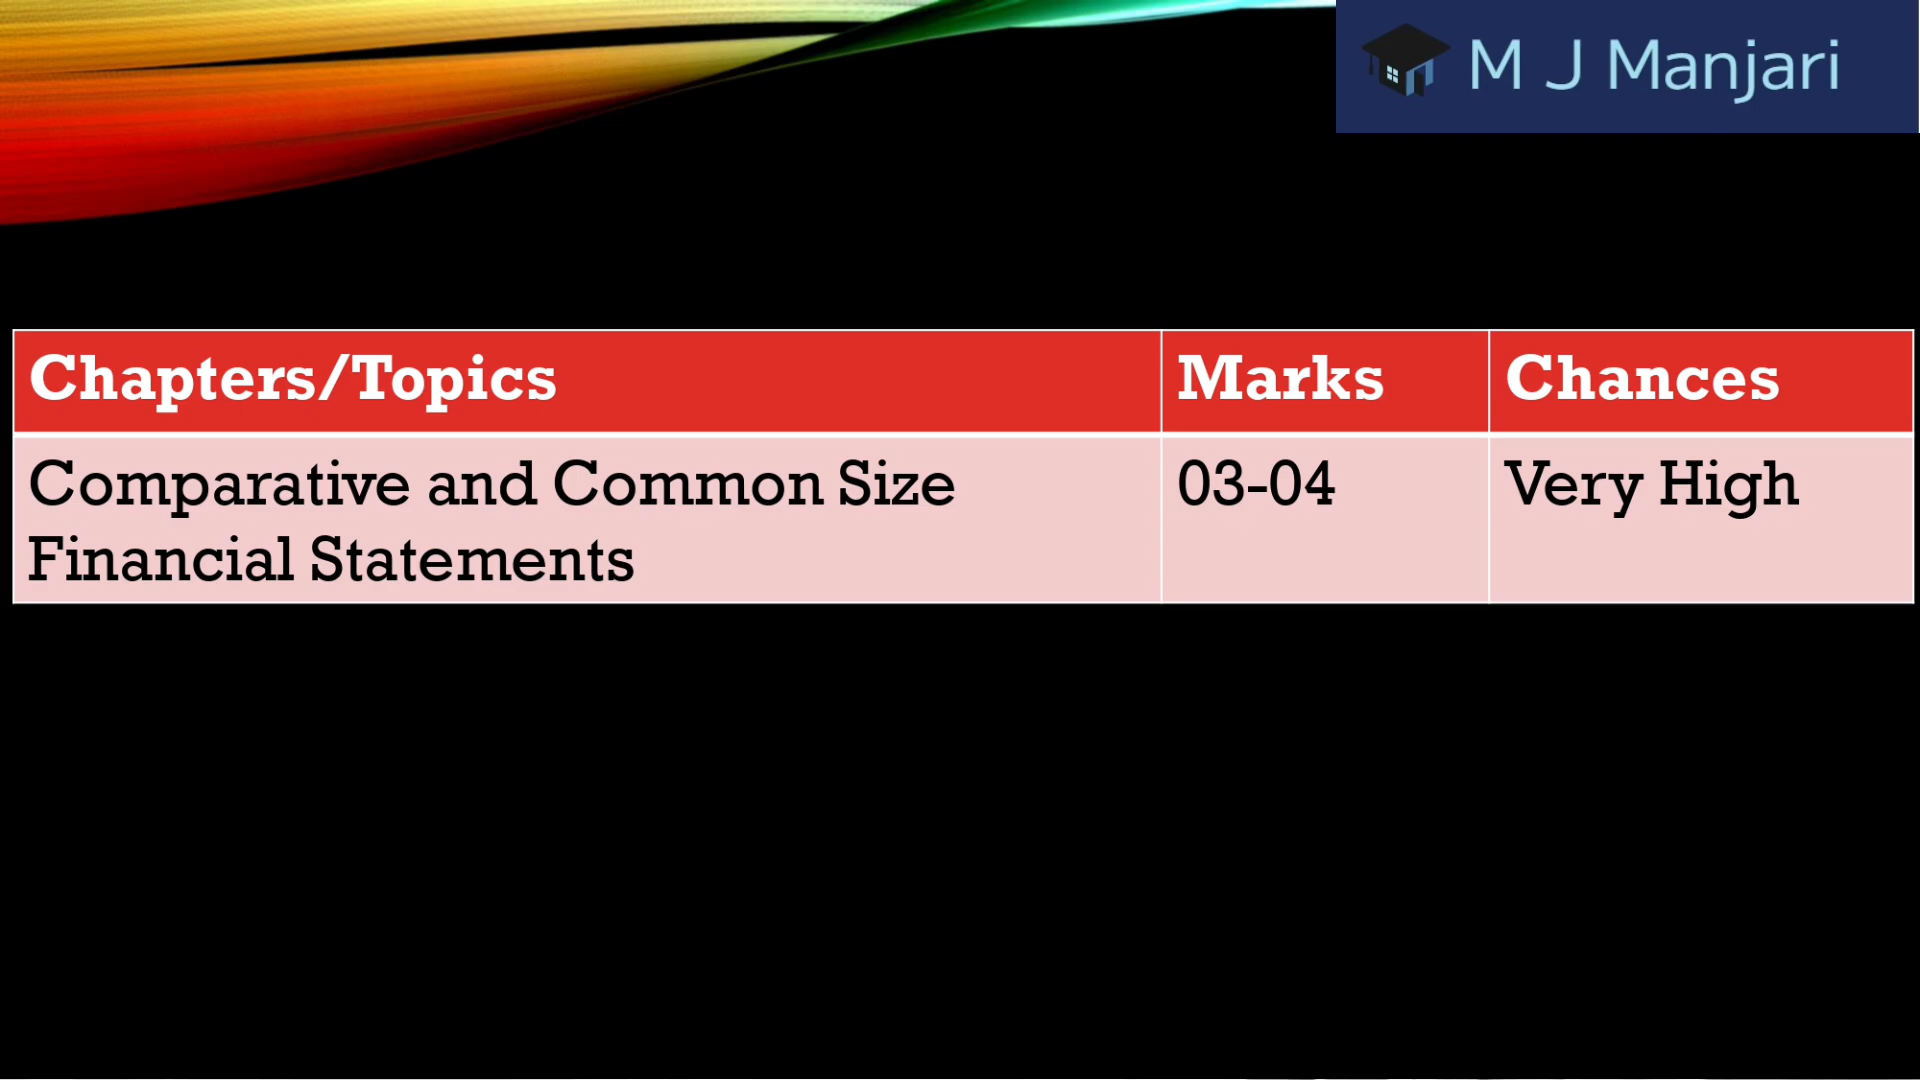 M J Manjari
Chapters/Topics Marks Chances
Comparative and Common Size 03-04 Very High
Financial Statements